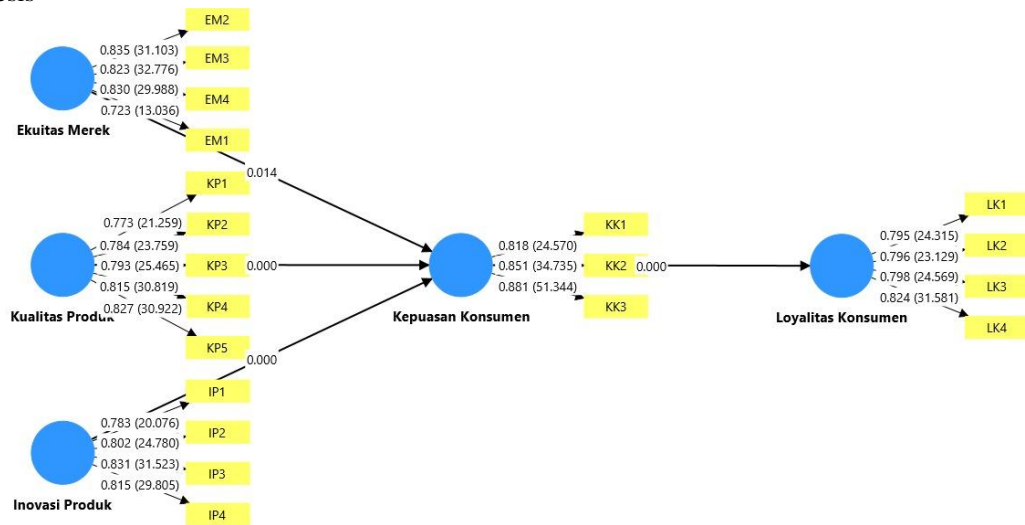 EM2
0.835 (31.103)
EM3
0.823 (32.776)
0.830 (29.988)
EM4
0.723 (13.036)
Ekuitas Merek
EM1
0.014
KP1
0.773 (21.259)
KP2
0.784 (23.759)
0.793 (25.465)
KP3
0.815 (30.819)
KP4
0.827 (30.922)
Kualitas Produk
KP5
0.000
0.000
IP1
0.783 (20.076)
0.802 (24.780)
IP2
0.831 (31.523)
IP3
0.815 (29.805)
Inovasi Produk
IP4
KK1
0.818 (24.570)
0.851 (34.735)
KK2
0.881 (51.344)
KK3
Kepuasan Konsumen
0.000
LK1
0.795 (24.315)
LK2
0.796 (23.129)
0.798 (24.569)
LK3
0.824 (31.581)
LK4
Loyalitas Konsumen